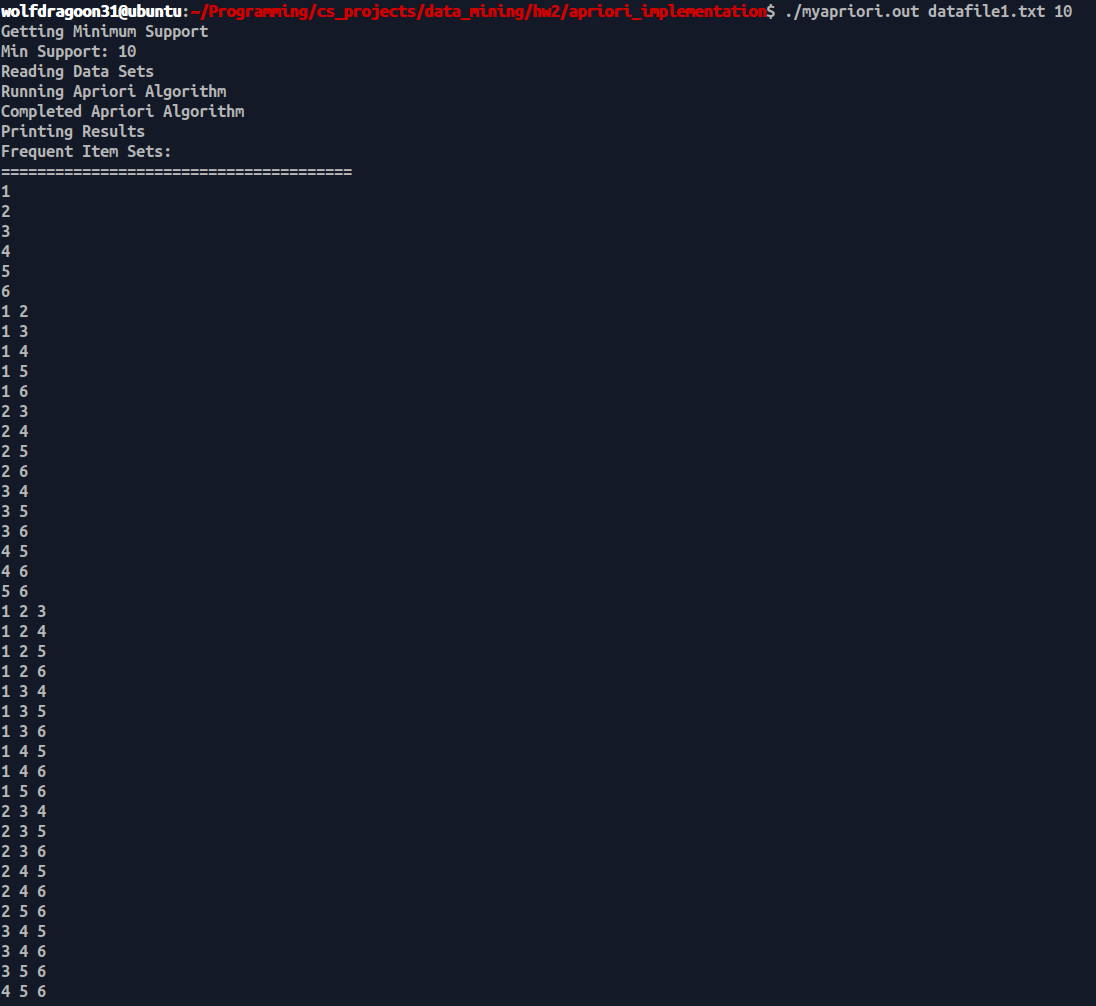 wolfdragoon31@ubuntu:~/Programming/cs_projects/data_mining/hw2/apriori_implementation$ ./myapriori.out datafile1.txt 10
Getting Minimum Support
Min Support: 10
Reading Data Sets
Running Apriori Algorithm
Completed Apriori Algorithm
Printing Results
Frequent Item Sets:
=======================================
1
2
3
4
5
6
1 2
1 3
1 4
1 5
1 6
2 3
2 4
2 5
2 6
3 4
3 5
3 6
4 5
4 6
5 6
1 2 3
1 2 4
1 2 5
1 2 6
1 3 4
1 3 5
1 3 6
1 4 5
1 4 6
1 5 6
2 3 4
2 3 5
2 3 6
2 4 5
2 4 6
2 5 6
3 4 5
3 4 6
3 5 6
4 5 6